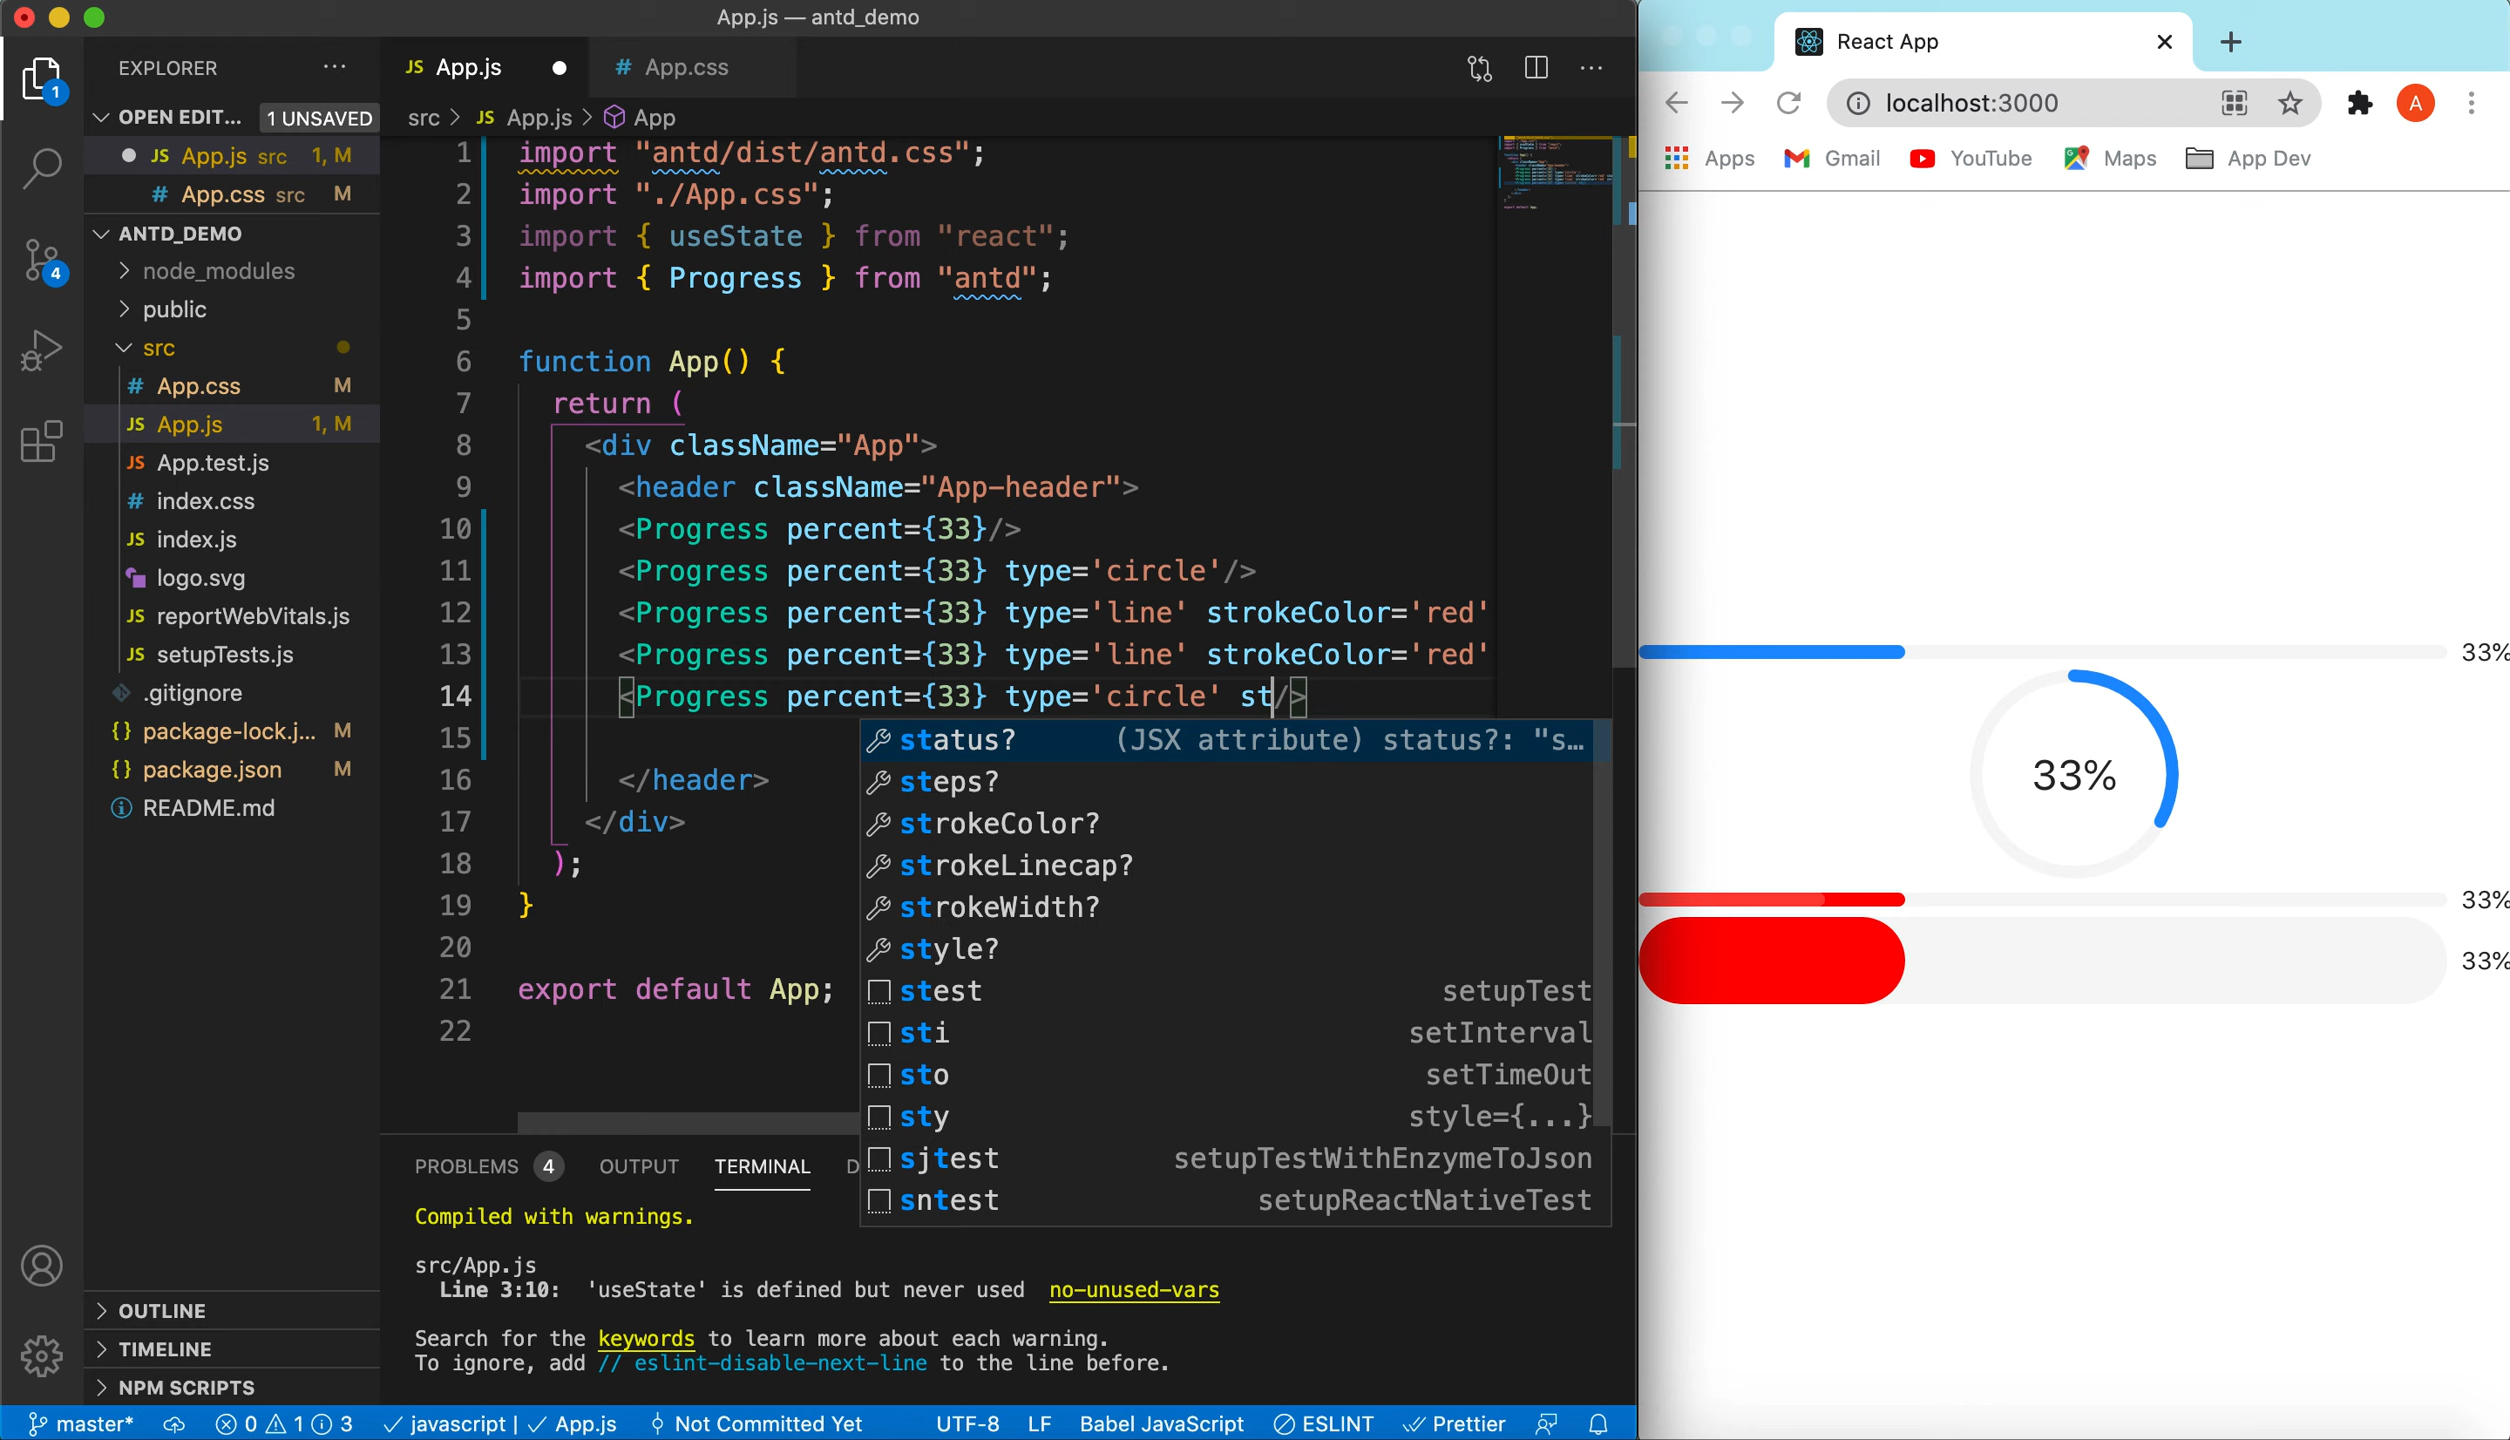 App.js — antd_demo
EXPLORER
OPEN EDIT... 1 UNSAVED
JS App.js src 1, M
# App.css src M
ANTD_DEMO
node_modules
public
src
# App.css M
JS App.js 1, M
JS App.test.js
# index.css
JS index.js
logo.svg
JS reportWebVitals.js
JS setupTests.js
.gitignore
{} package-lock.j... M
{} package.json M
README.md
OUTLINE
TIMELINE
NPM SCRIPTS
1
4
JS App.js
# App.css
src > JS App.js > App
1 import "antd/dist/antd.css";
2 import "./App.css";
3 import { useState } from "react";
4 import { Progress } from "antd";
5
6 function App() {
7 return (
8 <div className="App">
9 <header className="App-header">
10 <Progress percent={33}/>
11 <Progress percent={33} type='circle'/>
12 <Progress percent={33} type='line' strokeColor='red'
13 <Progress percent={33} type='line' strokeColor='red'
14 <Progress percent={33} type='circle' st/>
15
16 </header>
17 </div>
18 );
19 }
20
21 export default App;
22
status? (JSX attribute) status?: "s...
steps?
strokeColor?
strokeLinecap?
strokeWidth?
style?
stest setupTest
sti setInterval
sto setTimeOut
sty style={...}
sjtest setupTestWithEnzymeToJson
sntest setupReactNativeTest
PROBLEMS 4 OUTPUT TERMINAL D
Compiled with warnings.
src/App.js
Line 3:10: 'useState' is defined but never used no-unused-vars
Search for the keywords to learn more about each warning.
To ignore, add // eslint-disable-next-line to the line before.
master* 0 1 3 javascript | App.js Not Committed Yet UTF-8 LF Babel JavaScript ESLINT Prettier
React App
localhost:3000
A
Apps Gmail YouTube Maps App Dev
33%
33%
33%
33%